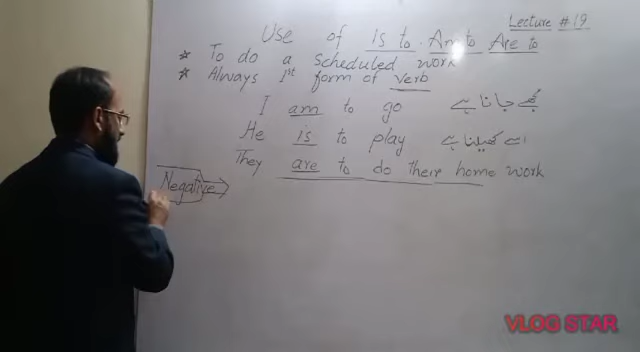 Lecture # 19
Use of is to . Am to Are to
* To do a scheduled work
* Always 1st form of verb
I am to go مجھے جانا ہے
He is to play اسے کھیلنا ہے
They are to do their home work
Negative
VLOG STAR